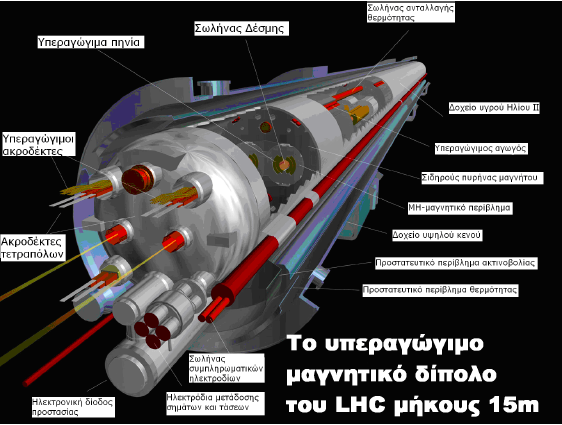 Σωλήνας ανταλλαγής
θερμότητας
Σωλήνας Δέσμης
Υπεραγώγιμα πηνία
Δοχείο υγρού Ηλίου ΙΙ
Υπεραγώγιμοι
ακροδέκτες
Υπεραγώγιμος αγωγός
Σιδηρούς πυρήνας μαγνήτου
ΜΗ-μαγνητικό περίβλημα
Ακροδέκτες
τετραπόλων
Δοχείο υψηλού κενού
Προστατευτικό περίβλημα ακτινοβολίας
Προστατευτικό περίβλημα θερμότητας
Το υπεραγώγιμο
μαγνητικό δίπολο
του LHC μήκους 15m
Σωλήνας
συμπληρωματικών
ηλεκτροδίων
Ηλεκτρόδια μετάδοσης
σημάτων και τάσεων
Ηλεκτρονική δίοδος
προστασίας